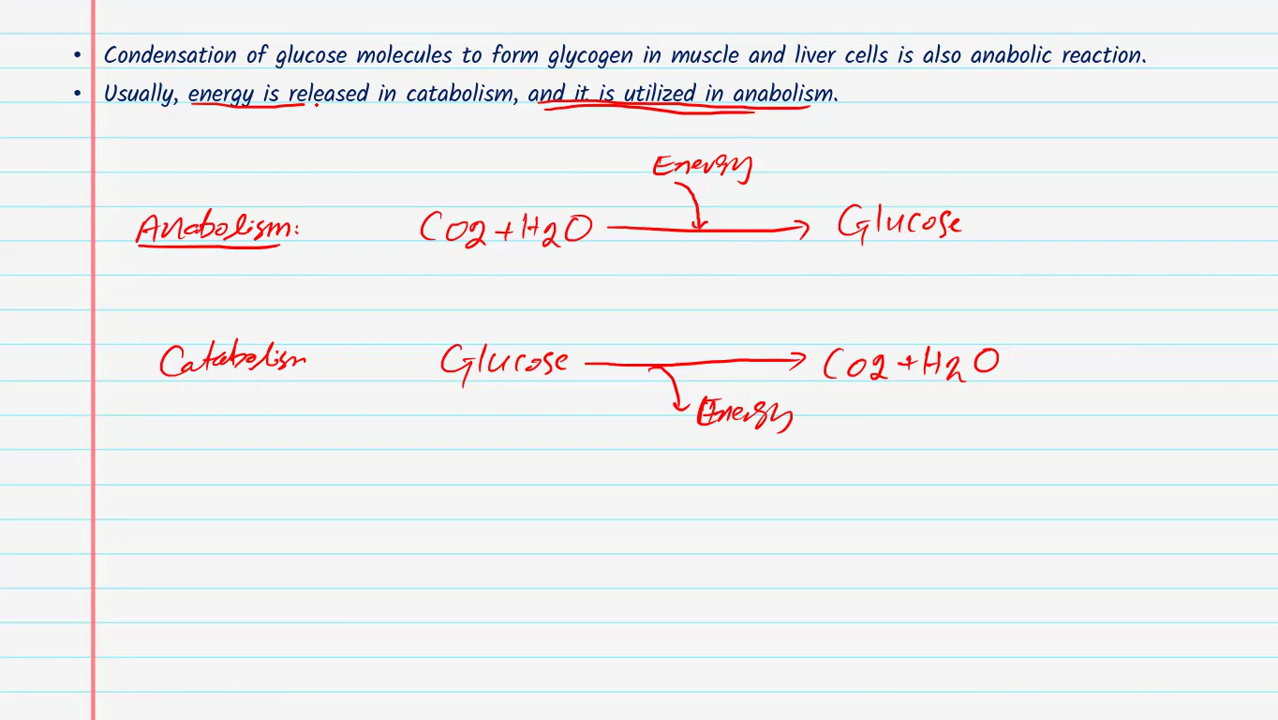 • Condensation of glucose molecules to form glycogen in muscle and liver cells is also anabolic reaction.
• Usually, energy is released in catabolism, and it is utilized in anabolism.
Energy
Anabolism: CO2 + H2O → Glucose
Catabolism Glucose → CO2 + H2O
Energy